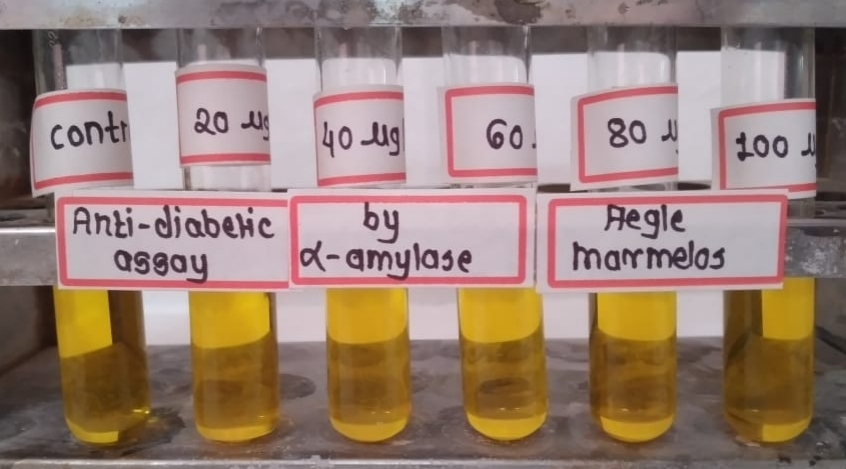 contr
20 µg
40 µg
60
80 µ
100 µ
Anti-diabetic
assay
by
α-amylase
Aegle
marmelos